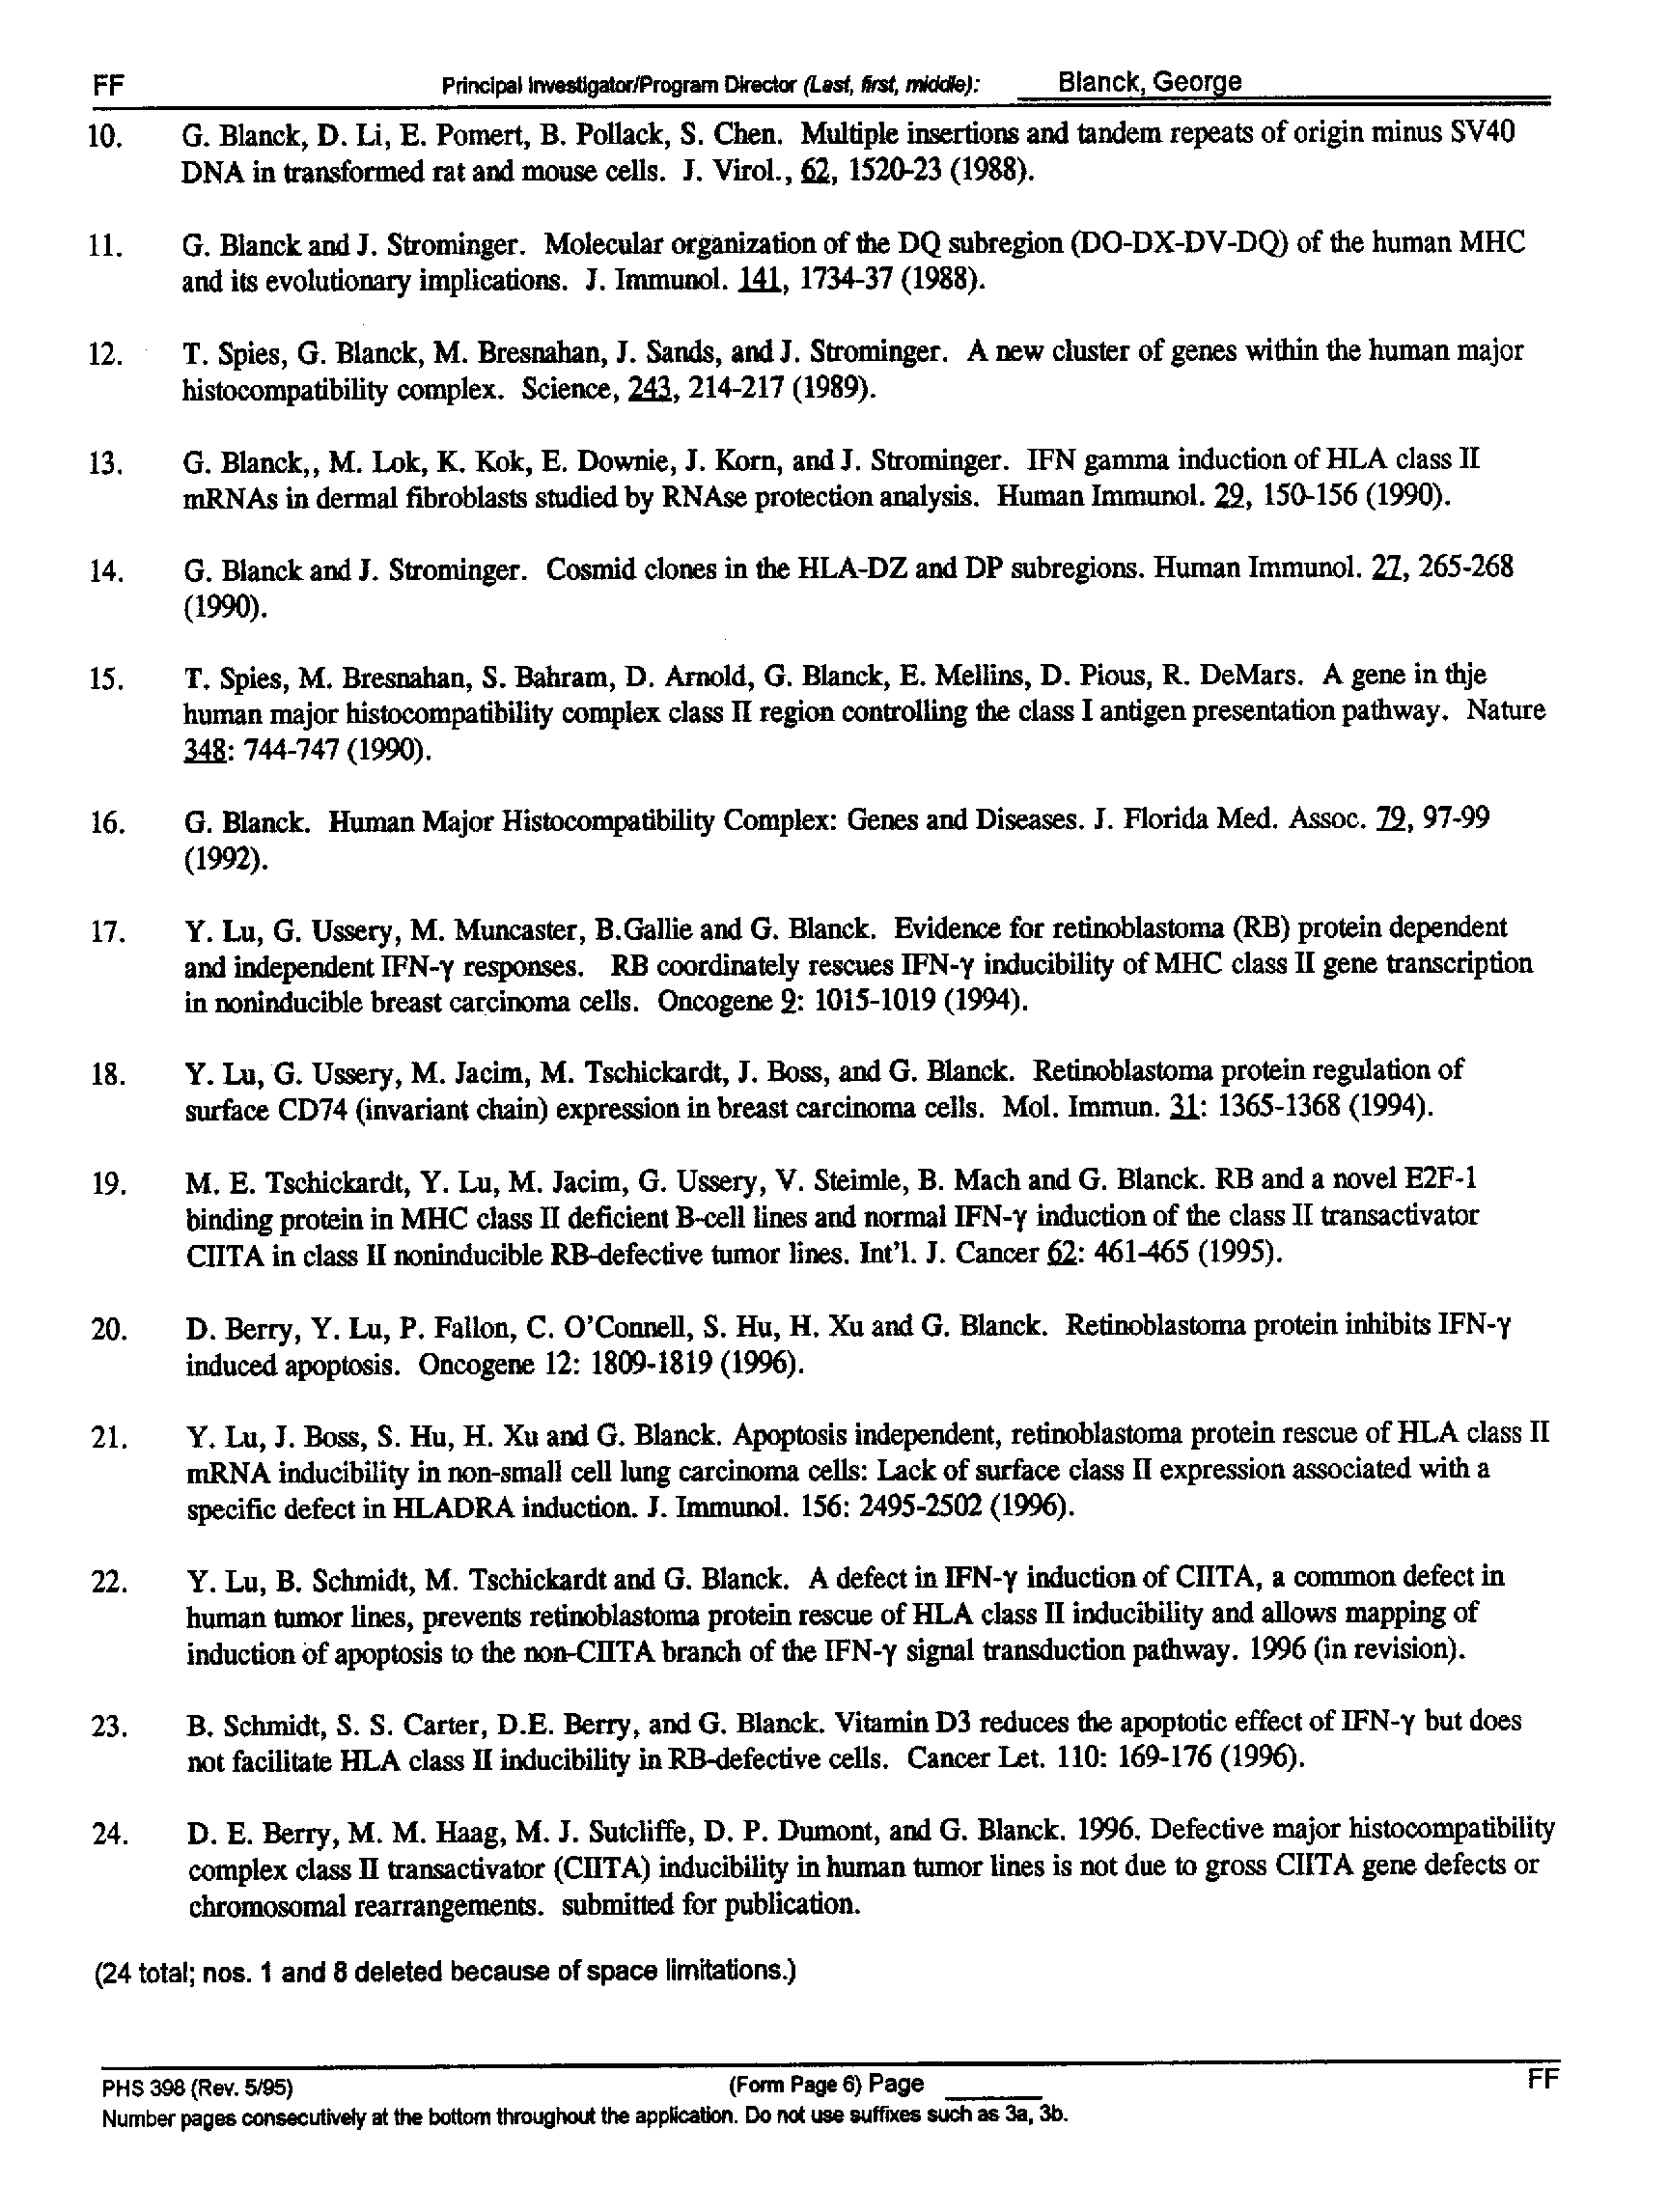 FF Principal Investigator/Program Director (Last, first, middle): Blanck, George
10. G. Blanck, D. Li, E. Pomert, B. Pollack, S. Chen. Multiple insertions and tandem repeats of origin minus SV40
DNA in transformed rat and mouse cells. J. Virol., 62, 1520-23 (1988).
11. G. Blanck and J. Strominger. Molecular organization of the DQ subregion (DO-DX-DV-DQ) of the human MHC
and its evolutionary implications. J. Immunol. 141, 1734-37 (1988).
12. T. Spies, G. Blanck, M. Bresnahan, J. Sands, and J. Strominger. A new cluster of genes within the human major
histocompatibility complex. Science, 243, 214-217 (1989).
13. G. Blanck,, M. Lok, K. Kok, E. Downie, J. Korn, and J. Strominger. IFN gamma induction of HLA class II
mRNAs in dermal fibroblasts studied by RNAse protection analysis. Human Immunol. 29, 150-156 (1990).
14. G. Blanck and J. Strominger. Cosmid clones in the HLA-DZ and DP subregions. Human Immunol. 27, 265-268
(1990).
15. T. Spies, M. Bresnahan, S. Bahram, D. Arnold, G. Blanck, E. Mellins, D. Pious, R. DeMars. A gene in thje
human major histocompatibility complex class II region controlling the class I antigen presentation pathway. Nature
348: 744-747 (1990).
16. G. Blanck. Human Major Histocompatibility Complex: Genes and Diseases. J. Florida Med. Assoc. 79, 97-99
(1992).
17. Y. Lu, G. Ussery, M. Muncaster, B.Gallie and G. Blanck. Evidence for retinoblastoma (RB) protein dependent
and independent IFN-γ responses. RB coordinately rescues IFN-γ inducibility of MHC class II gene transcription
in noninducible breast carcinoma cells. Oncogene 9: 1015-1019 (1994).
18. Y. Lu, G. Ussery, M. Jacim, M. Tschickardt, J. Boss, and G. Blanck. Retinoblastoma protein regulation of
surface CD74 (invariant chain) expression in breast carcinoma cells. Mol. Immun. 31: 1365-1368 (1994).
19. M. E. Tschickardt, Y. Lu, M. Jacim, G. Ussery, V. Steimle, B. Mach and G. Blanck. RB and a novel E2F-1
binding protein in MHC class II deficient B-cell lines and normal IFN-γ induction of the class II transactivator
CIITA in class II noninducible RB-defective tumor lines. Int'l. J. Cancer 62: 461-465 (1995).
20. D. Berry, Y. Lu, P. Fallon, C. O'Connell, S. Hu, H. Xu and G. Blanck. Retinoblastoma protein inhibits IFN-γ
induced apoptosis. Oncogene 12: 1809-1819 (1996).
21. Y. Lu, J. Boss, S. Hu, H. Xu and G. Blanck. Apoptosis independent, retinoblastoma protein rescue of HLA class II
mRNA inducibility in non-small cell lung carcinoma cells: Lack of surface class II expression associated with a
specific defect in HLADRA induction. J. Immunol. 156: 2495-2502 (1996).
22. Y. Lu, B. Schmidt, M. Tschickardt and G. Blanck. A defect in IFN-γ induction of CIITA, a common defect in
human tumor lines, prevents retinoblastoma protein rescue of HLA class II inducibility and allows mapping of
induction of apoptosis to the non-CIITA branch of the IFN-γ signal transduction pathway. 1996 (in revision).
23. B. Schmidt, S. S. Carter, D.E. Berry, and G. Blanck. Vitamin D3 reduces the apoptotic effect of IFN-γ but does
not facilitate HLA class II inducibility in RB-defective cells. Cancer Let. 110: 169-176 (1996).
24. D. E. Berry, M. M. Haag, M. J. Sutcliffe, D. P. Dumont, and G. Blanck. 1996. Defective major histocompatibility
complex class II transactivator (CIITA) inducibility in human tumor lines is not due to gross CIITA gene defects or
chromosomal rearrangements. submitted for publication.
(24 total; nos. 1 and 8 deleted because of space limitations.)
PHS 398 (Rev. 5/95) (Form Page 6) Page ______ FF
Number pages consecutively at the bottom throughout the application. Do not use suffixes such as 3a, 3b.